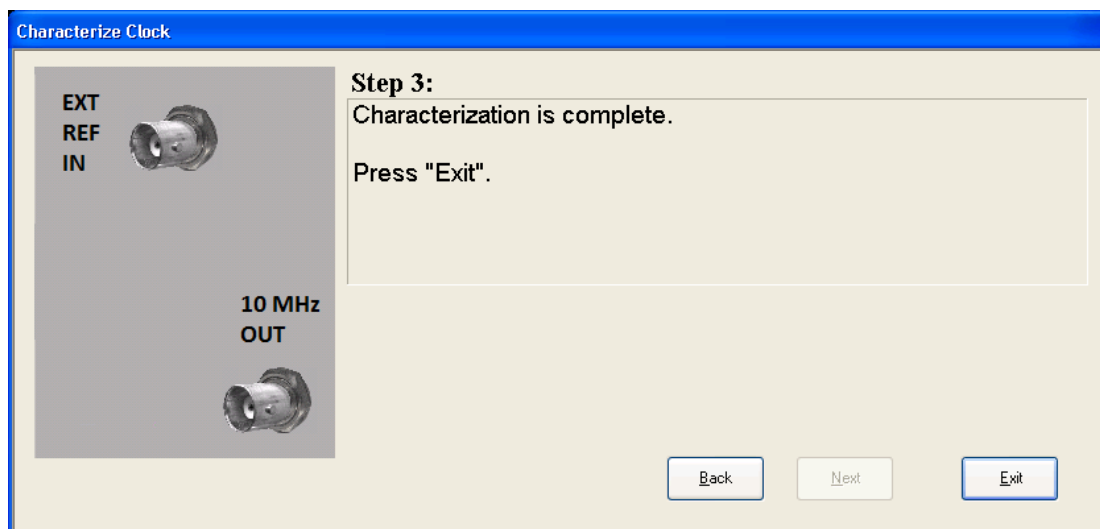 Characterize Clock
EXT
REF
IN
10 MHz
OUT
Step 3:
Characterization is complete.
Press "Exit".
Back
Next
Exit